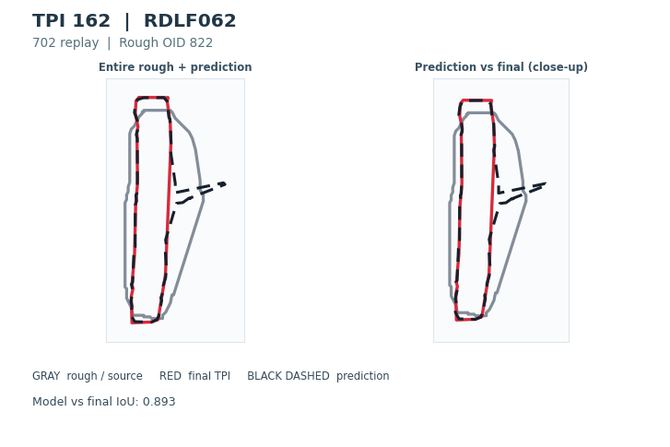 TPI 162 | RDLF062
702 replay | Rough OID 822
Entire rough + prediction
Prediction vs final (close-up)
GRAY rough / source RED final TPI BLACK DASHED prediction
Model vs final IoU: 0.893